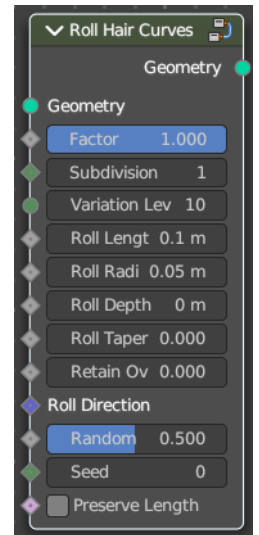 Roll Hair Curves
Geometry
Geometry
Factor 1.000
Subdivision 1
Variation Lev 10
Roll Lengt 0.1 m
Roll Radi 0.05 m
Roll Depth 0 m
Roll Taper 0.000
Retain Ov 0.000
Roll Direction
Random 0.500
Seed 0
Preserve Length